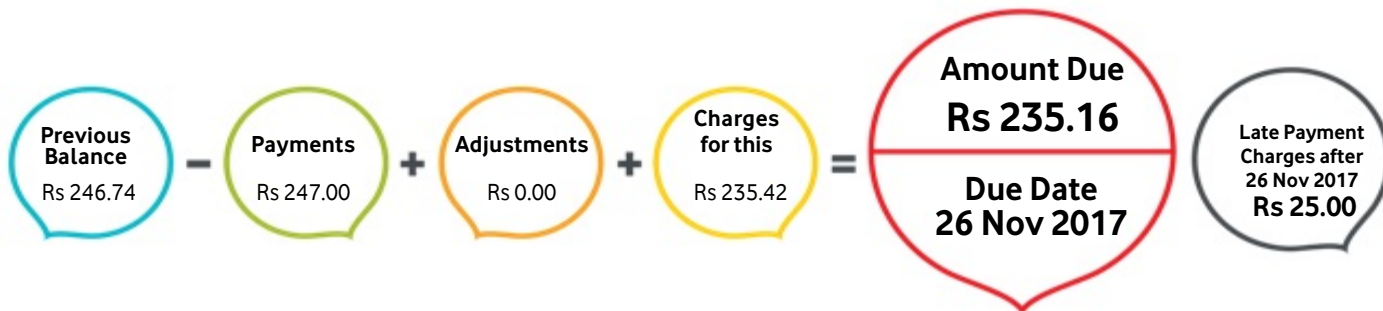 Previous
Balance
Rs 246.74
-
Payments
Rs 247.00
+
Adjustments
Rs 0.00
+
Charges
for this
Rs 235.42
=
Amount Due
Rs 235.16
Due Date
26 Nov 2017
Late Payment
Charges after
26 Nov 2017
Rs 25.00